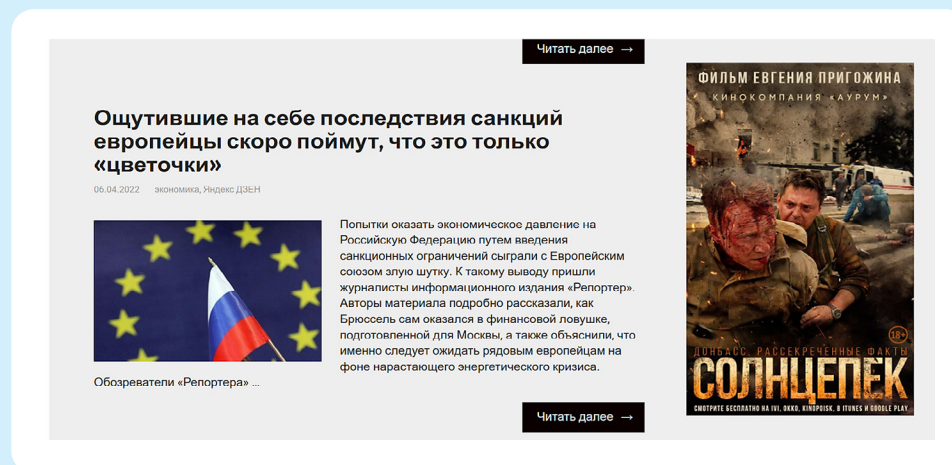 Читать далее →
Ощутившие на себе последствия санкций
европейцы скоро поймут, что это только
«цветочки»
06.04.2022 экономика, Яндекс ДЗЕН
Попытки оказать экономическое давление на
Российскую Федерацию путем введения
санкционных ограничений сыграли с Европейским
союзом злую шутку. К такому выводу пришли
журналисты информационного издания «Репортер».
Авторы материала подробно рассказали, как
Брюссель сам оказался в финансовой ловушке,
подготовленной для Москвы, а также объяснили, что
именно следует ожидать рядовым европейцам на
фоне нарастающего энергетического кризиса.
Обозреватели «Репортера» ...
Читать далее →
ФИЛЬМ ЕВГЕНИЯ ПРИГОЖИНА
КИНОКОМПАНИЯ «АУРУМ»
18+
ДОНБАСС. РАССЕКРЕЧЕННЫЕ ФАКТЫ
СОЛНЦЕПЕК
СМОТРИТЕ БЕСПЛАТНО НА IVI, ОККО, KINOPOISK, В ITUNES И GOOGLE PLAY